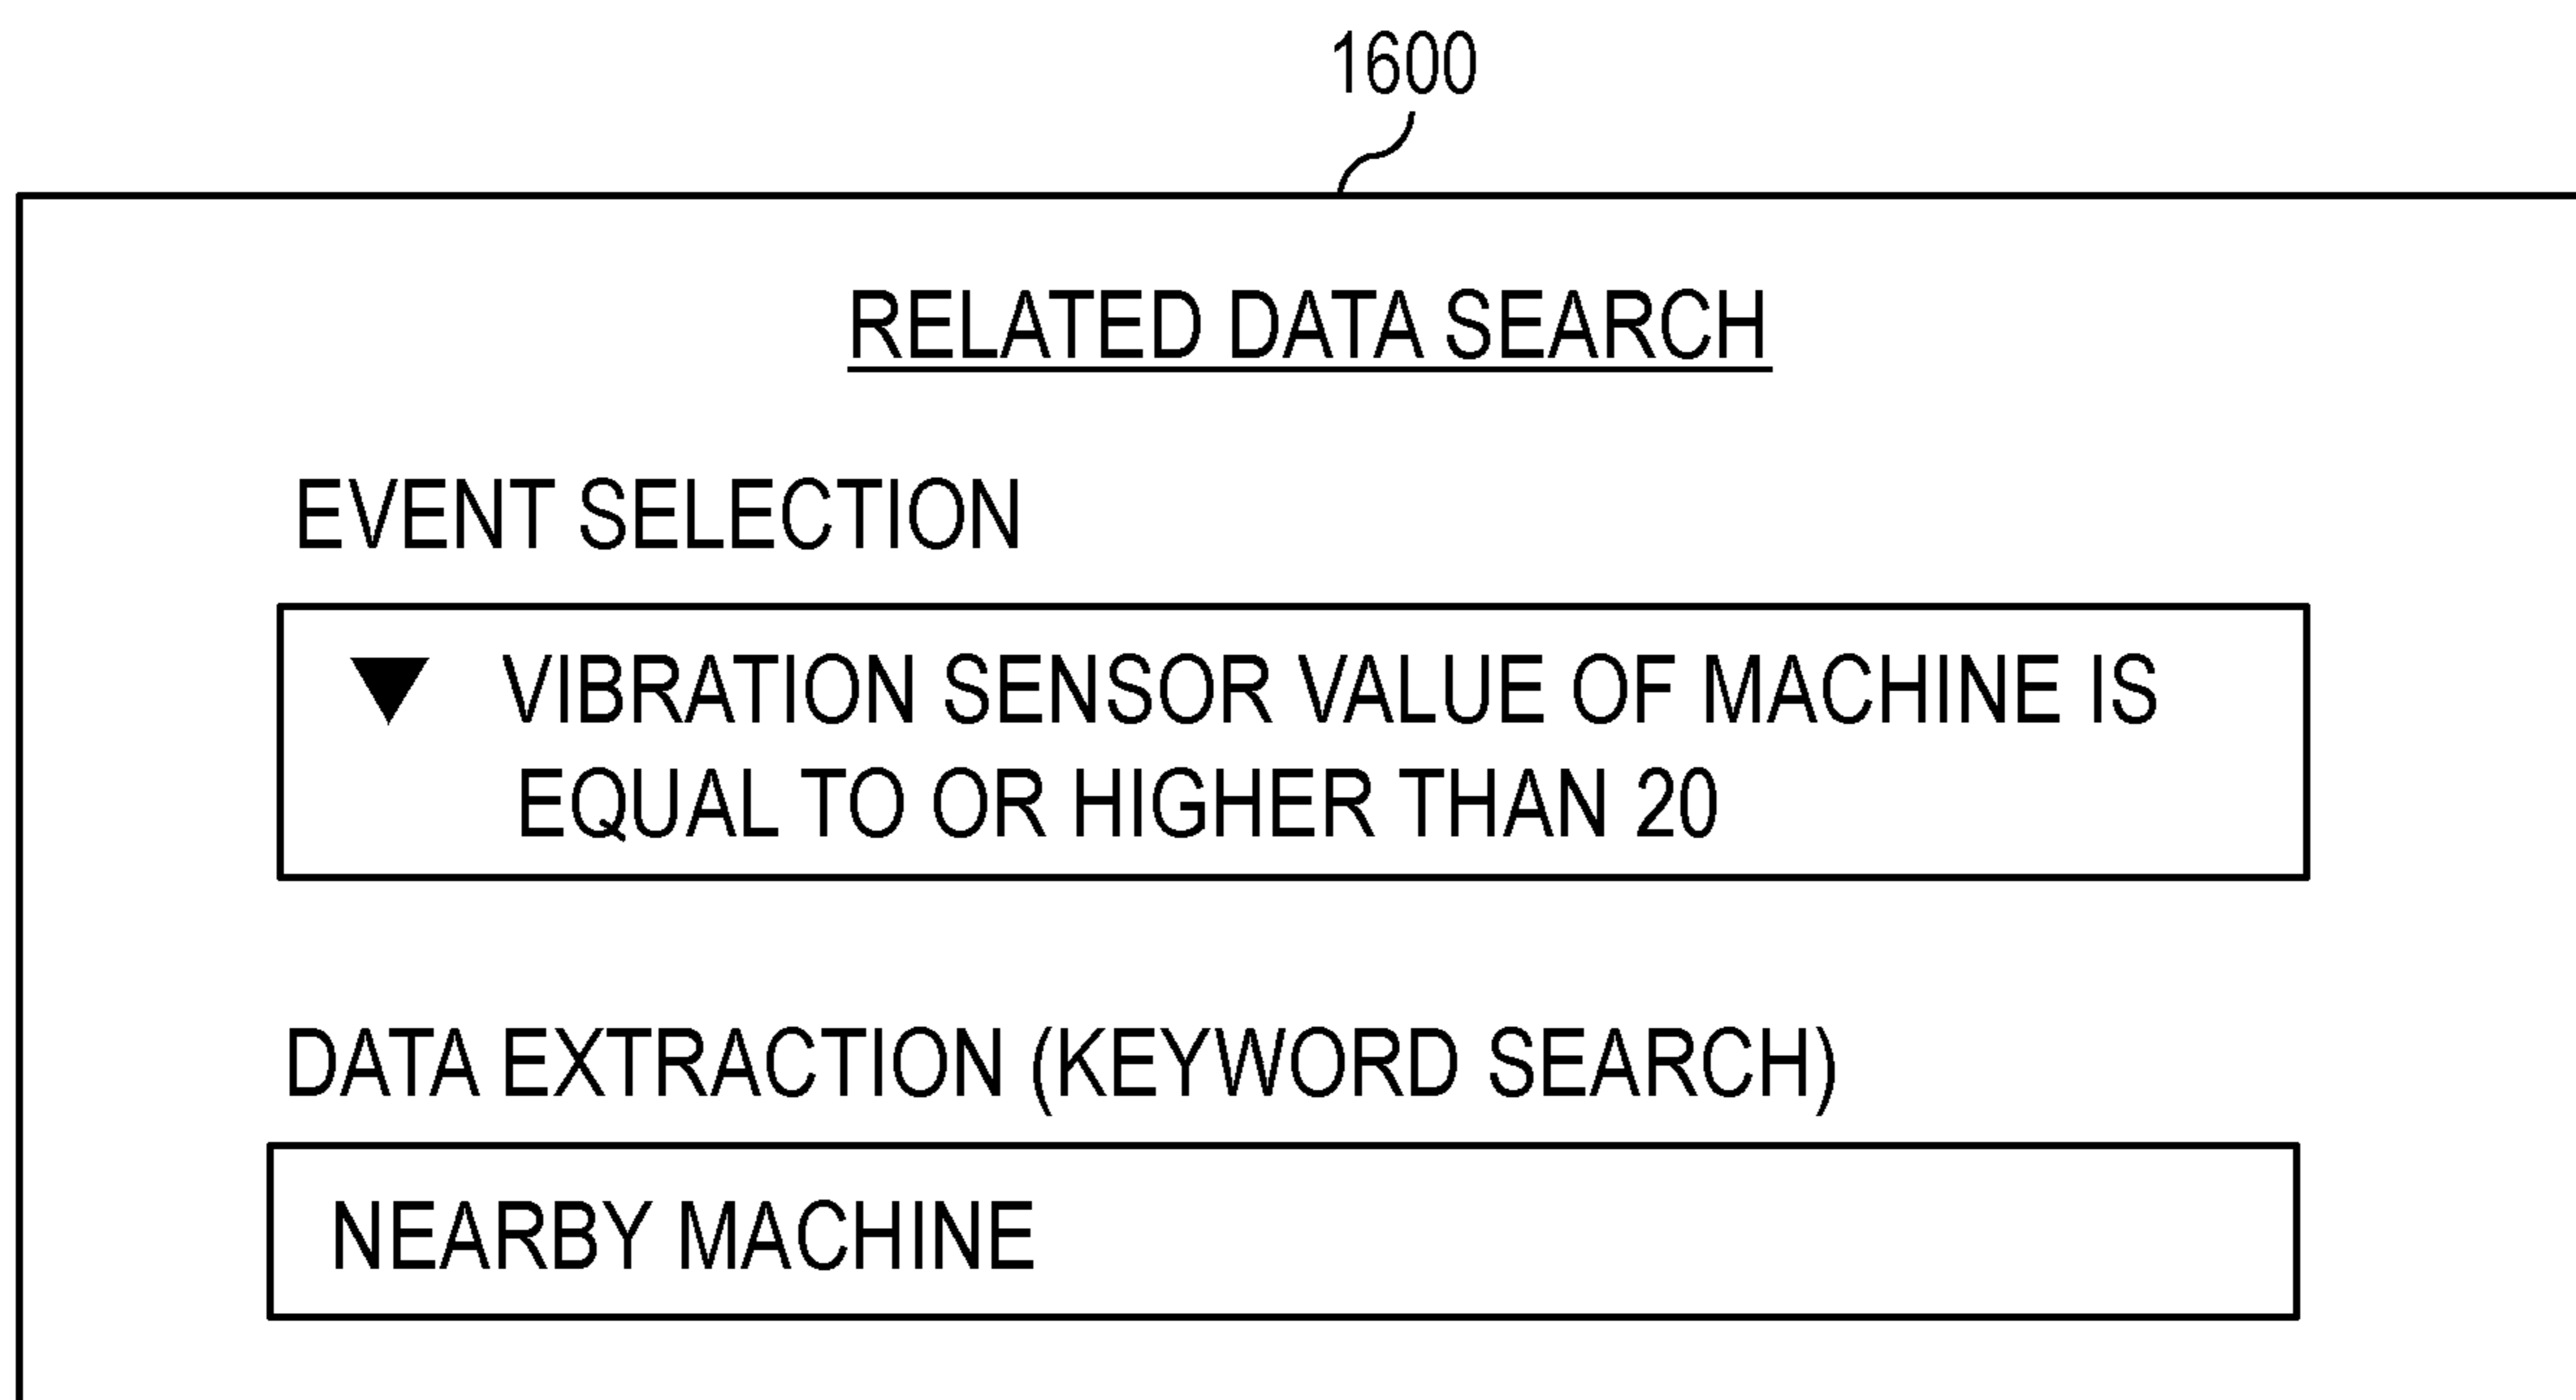 1600
RELATED DATA SEARCH
EVENT SELECTION
▼ VIBRATION SENSOR VALUE OF MACHINE IS
EQUAL TO OR HIGHER THAN 20
DATA EXTRACTION (KEYWORD SEARCH)
NEARBY MACHINE